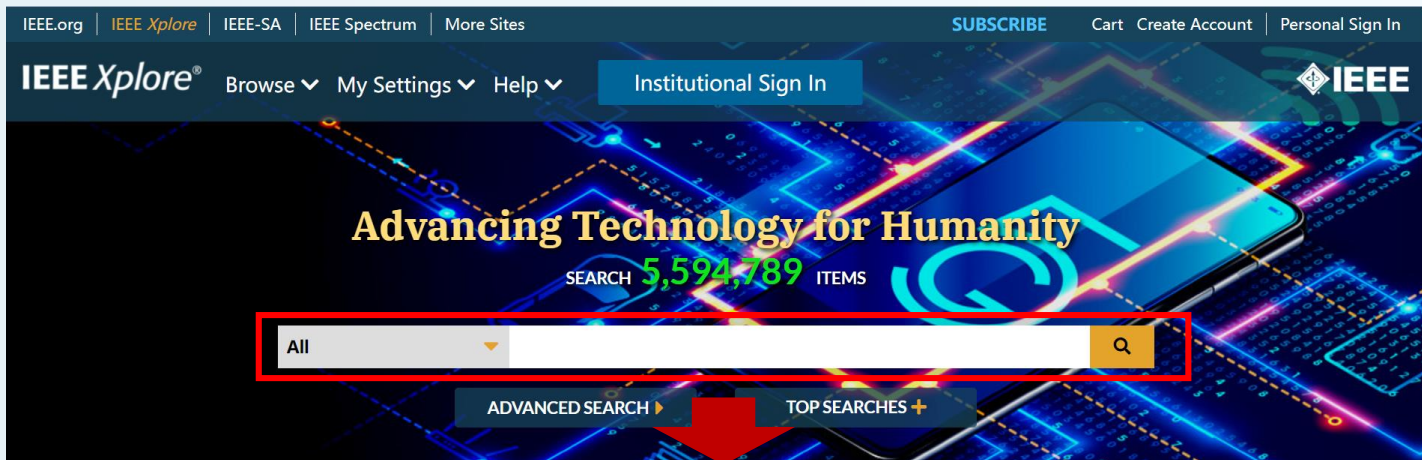 IEEE.org | IEEE Xplore | IEEE-SA | IEEE Spectrum | More Sites SUBSCRIBE Cart Create Account | Personal Sign In
IEEE Xplore® Browse My Settings Help Institutional Sign In IEEE
Advancing Technology for Humanity
SEARCH 5,594,789 ITEMS
All
ADVANCED SEARCH TOP SEARCHES +